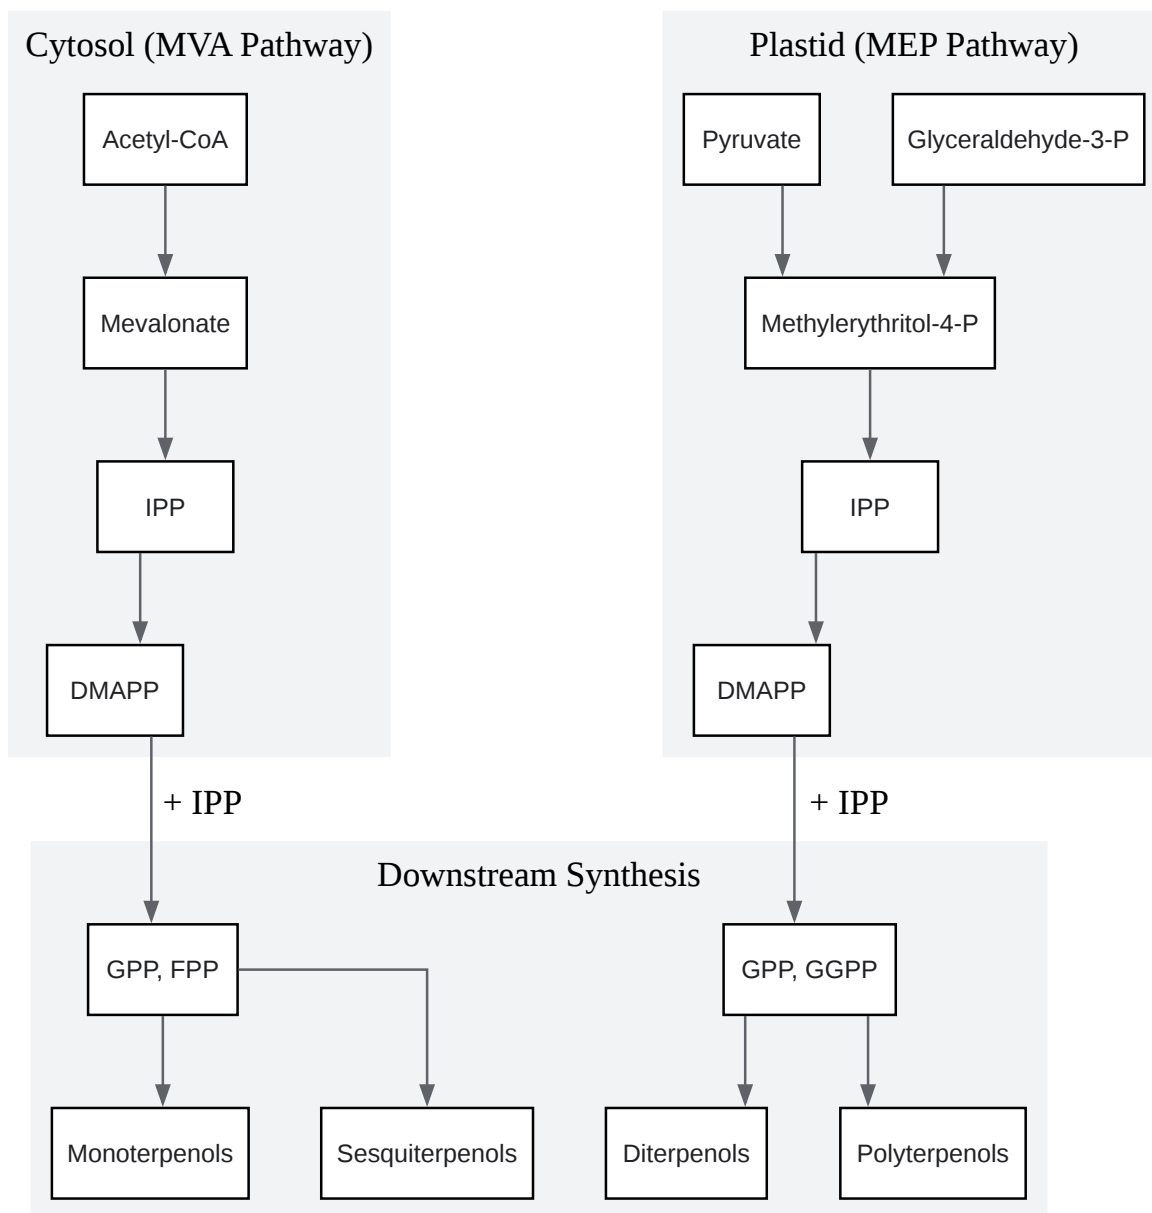 Cytosol (MVA Pathway)
Plastid (MEP Pathway)
Acetyl-CoA
Pyruvate
Glyceraldehyde-3-P
Mevalonate
Methylerythritol-4-P
IPP
IPP
DMAPP
DMAPP
+ IPP
+ IPP
Downstream Synthesis
GPP, FPP
GPP, GGPP
Monoterpenols
Sesquiterpenols
Diterpenols
Polyterpenols